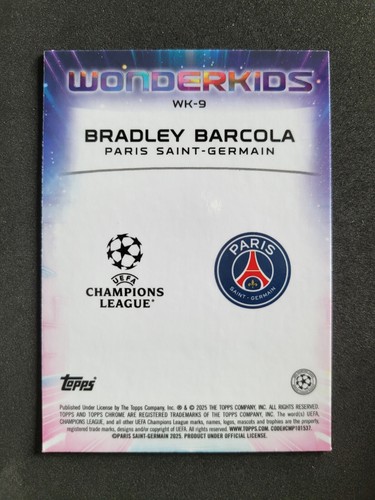 WONDERKIDS
WK-9
BRADLEY BARCOLA
PARIS SAINT-GERMAIN
UEFA
CHAMPIONS
LEAGUE®
PARIS
SAINT-GERMAIN
Topps
Published Under License by The Topps Company, Inc. ® & © 2025 THE TOPPS COMPANY, INC. ALL RIGHTS RESERVED.
TOPPS AND TOPPS CHROME ARE REGISTERED TRADEMARKS OF THE TOPPS COMPANY, INC. The word(s) UEFA,
CHAMPIONS LEAGUE, and all other UEFA Champions League marks, names, logos, mascots and trophies are the property,
registered trade marks, designs and/or copyright of UEFA. All rights reserved. WWW.TOPPS.COM. CODE#CMP101537.
©PARIS SAINT-GERMAIN 2025. PRODUCT UNDER OFFICIAL LICENSE.